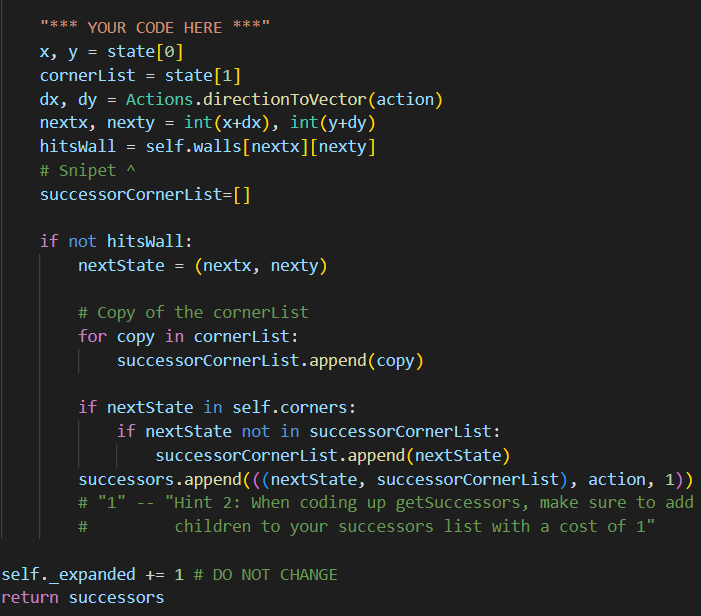 "*** YOUR CODE HERE ***"
x, y = state[0]
cornerList = state[1]
dx, dy = Actions.directionToVector(action)
nextx, nexty = int(x+dx), int(y+dy)
hitsWall = self.walls[nextx][nexty]
# Snipet ^
successorCornerList=[]
if not hitsWall:
nextState = (nextx, nexty)
# Copy of the cornerList
for copy in cornerList:
successorCornerList.append(copy)
if nextState in self.corners:
if nextState not in successorCornerList:
successorCornerList.append(nextState)
successors.append(((nextState, successorCornerList), action, 1))
# "1" -- "Hint 2: When coding up getSuccessors, make sure to add
# children to your successors list with a cost of 1"
self._expanded += 1 # DO NOT CHANGE
return successors